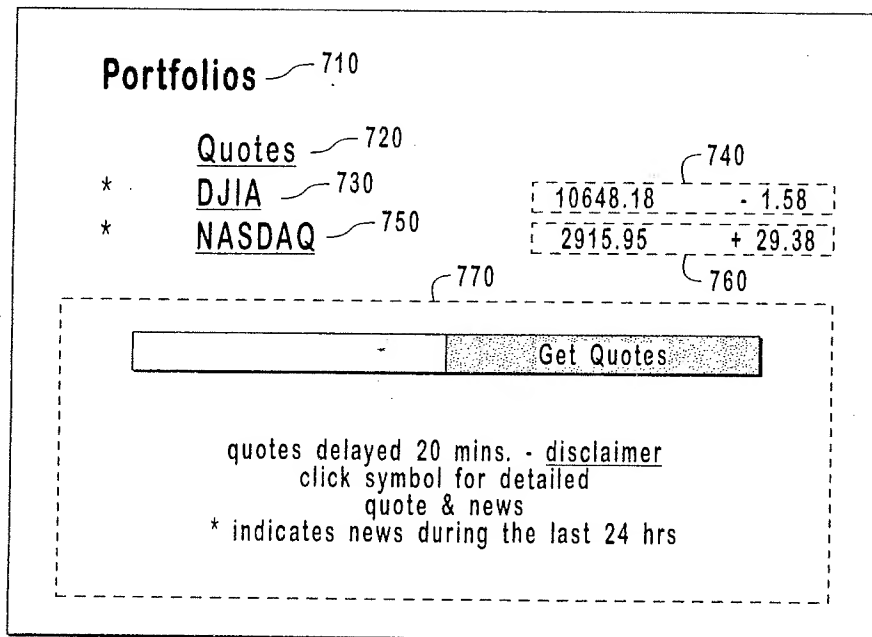 Portfolios 710
Quotes 720
740
* DJIA 730 10648.18 - 1.58
* NASDAQ 750 2915.95 + 29.38
770 760
Get Quotes
quotes delayed 20 mins. - disclaimer
click symbol for detailed
quote & news
* indicates news during the last 24 hrs